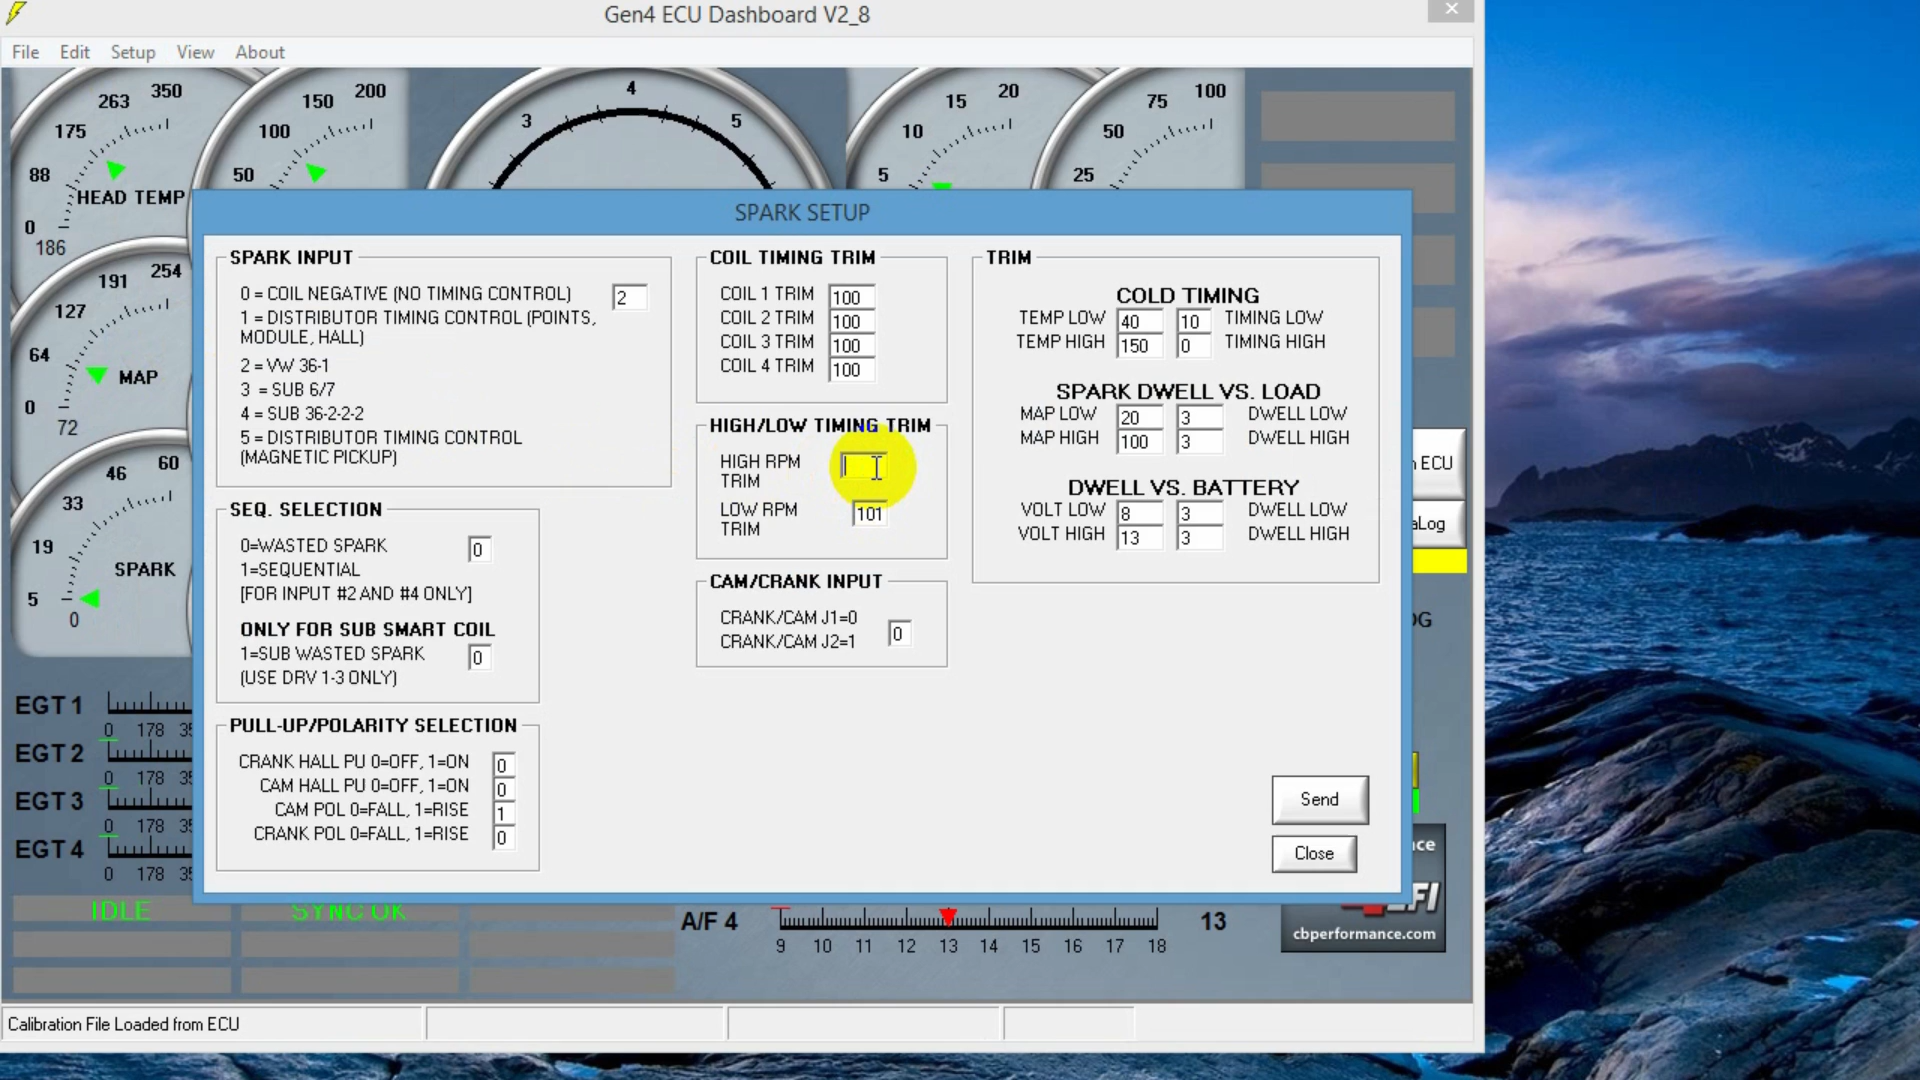 Gen4 ECU Dashboard V2_8
File Edit Setup View About
0 88 175 263 350
HEAD TEMP
186
50 100 150 200
3 4 5
5 10 15 20
25 50 75 100
0 64 127 191 254
MAP
72
5 19 33 46 60
SPARK
0
SPARK SETUP
SPARK INPUT
0 = COIL NEGATIVE (NO TIMING CONTROL) 2
1 = DISTRIBUTOR TIMING CONTROL (POINTS,
MODULE, HALL)
2 = VW 36-1
3 = SUB 6/7
4 = SUB 36-2-2-2
5 = DISTRIBUTOR TIMING CONTROL
(MAGNETIC PICKUP)
SEQ. SELECTION
0=WASTED SPARK 0
1=SEQUENTIAL
[FOR INPUT #2 AND #4 ONLY]
ONLY FOR SUB SMART COIL
1=SUB WASTED SPARK 0
(USE DRV 1-3 ONLY)
PULL-UP/POLARITY SELECTION
CRANK HALL PU 0=OFF, 1=ON 0
CAM HALL PU 0=OFF, 1=ON 0
CAM POL 0=FALL, 1=RISE 1
CRANK POL 0=FALL, 1=RISE 0
COIL TIMING TRIM
COIL 1 TRIM 100
COIL 2 TRIM 100
COIL 3 TRIM 100
COIL 4 TRIM 100
HIGH/LOW TIMING TRIM
HIGH RPM
TRIM
LOW RPM 101
TRIM
CAM/CRANK INPUT
CRANK/CAM J1=0 0
CRANK/CAM J2=1
TRIM
COLD TIMING
TEMP LOW 40 10 TIMING LOW
TEMP HIGH 150 0 TIMING HIGH
SPARK DWELL VS. LOAD
MAP LOW 20 3 DWELL LOW
MAP HIGH 100 3 DWELL HIGH
DWELL VS. BATTERY
VOLT LOW 8 3 DWELL LOW
VOLT HIGH 13 3 DWELL HIGH
Send
Close
ECU
aLog
OG
EGT 1
0 178 35
EGT 2
0 178 35
EGT 3
0 178 35
EGT 4
0 178 35
IDLE SYNC OK
A/F 4
9 10 11 12 13 14 15 16 17 18
13
nce
EFI
cbperformance.com
Calibration File Loaded from ECU